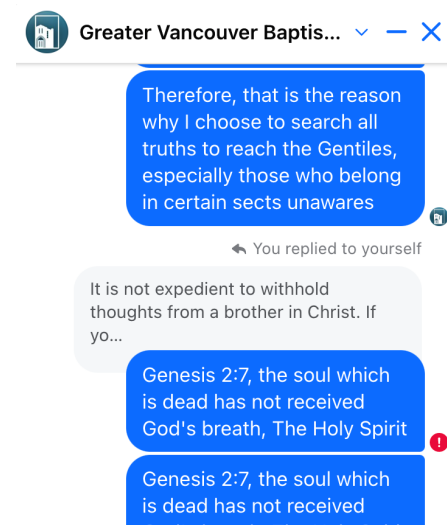 Greater Vancouver Baptis...
Therefore, that is the reason
why I choose to search all
truths to reach the Gentiles,
especially those who belong
in certain sects unawares
You replied to yourself
It is not expedient to withhold
thoughts from a brother in Christ. If
yo...
Genesis 2:7, the soul which
is dead has not received
God's breath, The Holy Spirit
!
Genesis 2:7, the soul which
is dead has not received